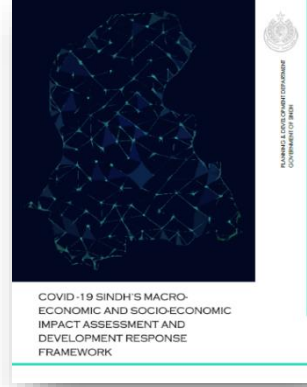 PLANNING & DEVELOPMENT DEPARTMENT
GOVERNMENT OF SINDH
COVID -19 SINDH'S MACRO-
ECONOMIC AND SOCIO-ECONOMIC
IMPACT ASSESSMENT AND
DEVELOPMENT RESPONSE
FRAMEWORK